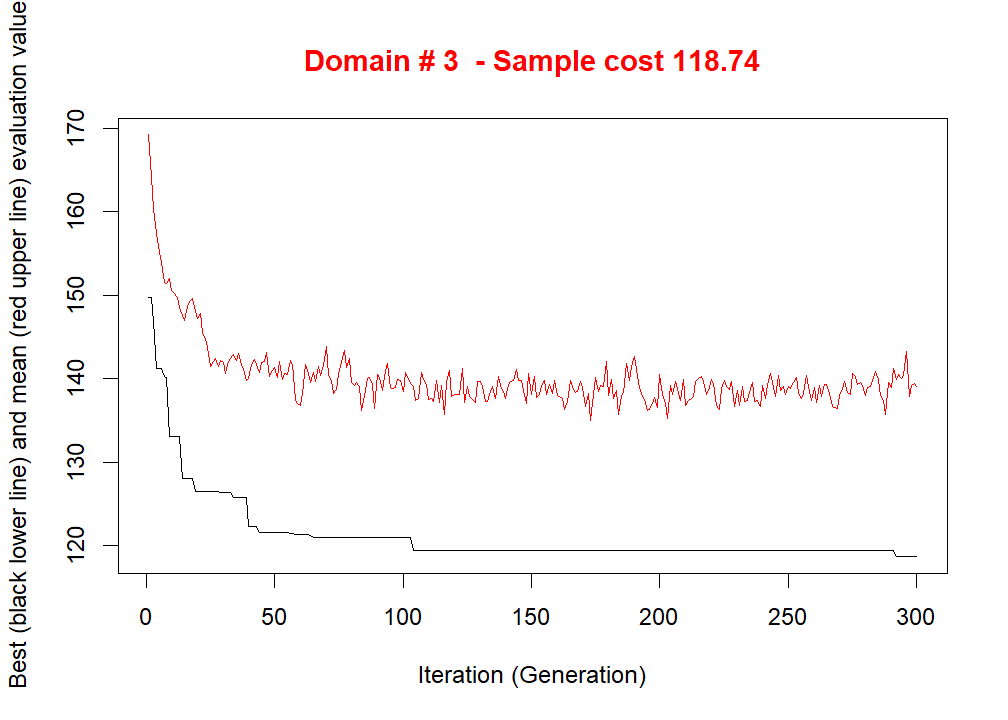 Domain # 3  - Sample cost 118.74
Best (black lower line) and mean (red upper line) evaluation value
170
160
150
140
130
120
0 50 100 150 200 250 300
Iteration (Generation)